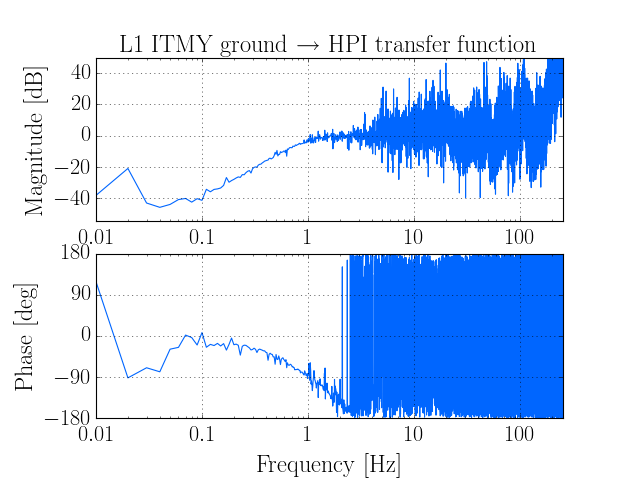 L1 ITMY ground → HPI transfer function
Magnitude [dB]
40
20
0
−20
−40
0.01 0.1 1 10 100
Phase [deg]
180
90
0
−90
−180
0.01 0.1 1 10 100
Frequency [Hz]